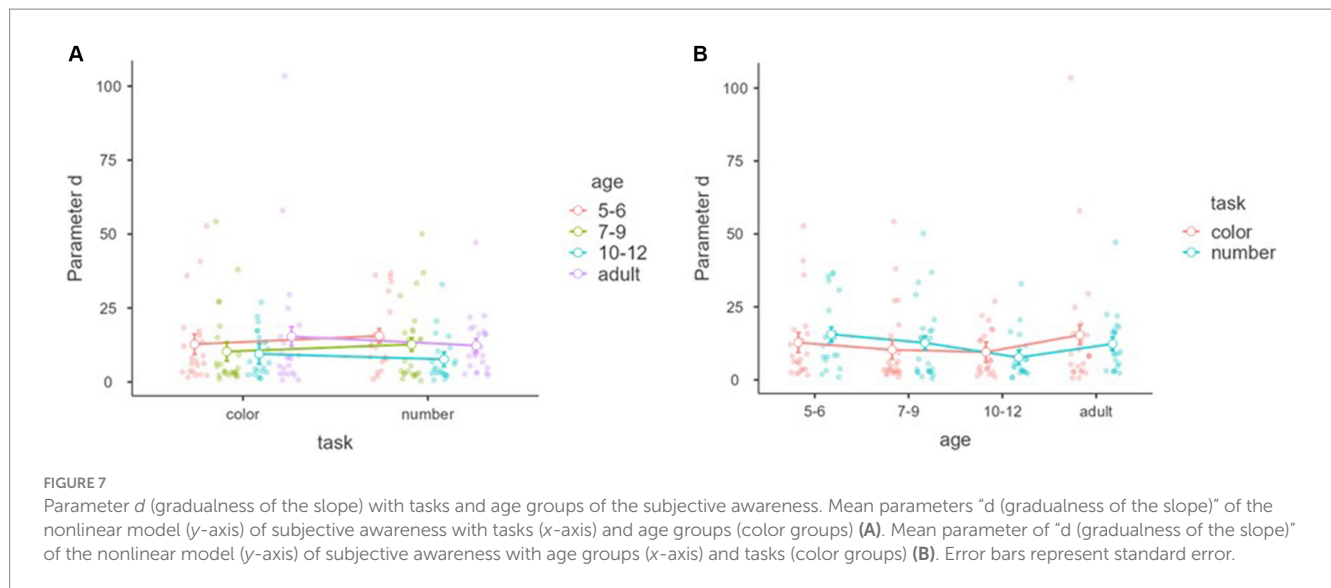 A
100
75
50
25
0
Parameter d
color
number
task
age
5-6
7-9
10-12
adult
B
100
75
50
25
0
Parameter d
5-6
7-9
10-12
adult
age
task
color
number
FIGURE 7
Parameter d (gradualness of the slope) with tasks and age groups of the subjective awareness. Mean parameters “d (gradualness of the slope)” of the
nonlinear model (y-axis) of subjective awareness with tasks (x-axis) and age groups (color groups) (A). Mean parameter of “d (gradualness of the slope)”
of the nonlinear model (y-axis) of subjective awareness with age groups (x-axis) and tasks (color groups) (B). Error bars represent standard error.